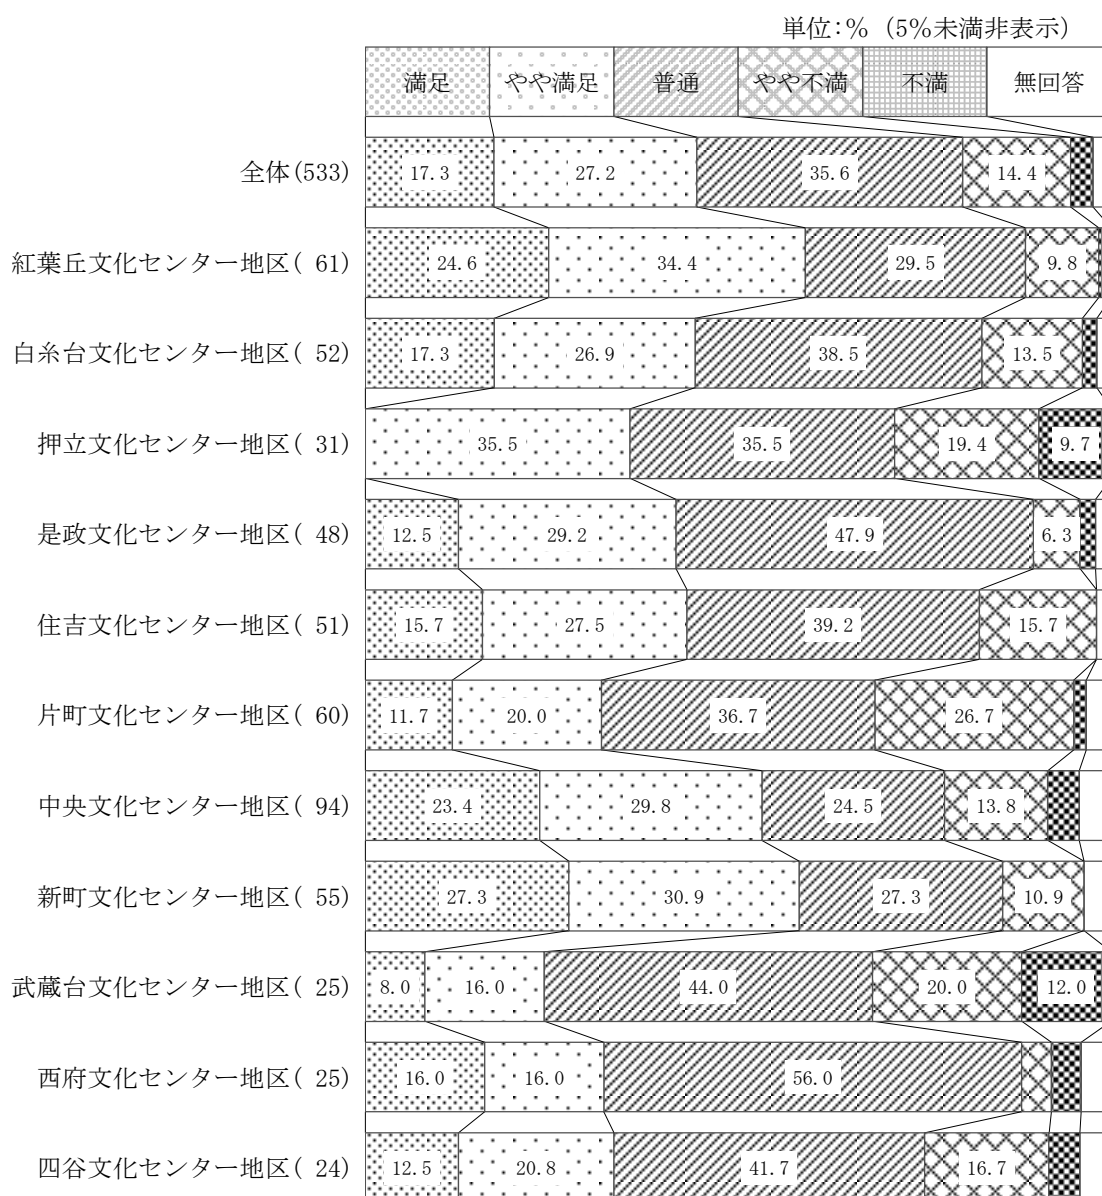 単位：％（5％未満非表示）
満足 やや満足 普通 やや不満 不満 無回答
全体(533) 17.3 27.2 35.6 14.4
紅葉丘文化センター地区( 61) 24.6 34.4 29.5 9.8
白糸台文化センター地区( 52) 17.3 26.9 38.5 13.5
押立文化センター地区( 31) 35.5 35.5 19.4 9.7
是政文化センター地区( 48) 12.5 29.2 47.9 6.3
住吉文化センター地区( 51) 15.7 27.5 39.2 15.7
片町文化センター地区( 60) 11.7 20.0 36.7 26.7
中央文化センター地区( 94) 23.4 29.8 24.5 13.8
新町文化センター地区( 55) 27.3 30.9 27.3 10.9
武蔵台文化センター地区( 25) 8.0 16.0 44.0 20.0 12.0
西府文化センター地区( 25) 16.0 16.0 56.0
四谷文化センター地区( 24) 12.5 20.8 41.7 16.7